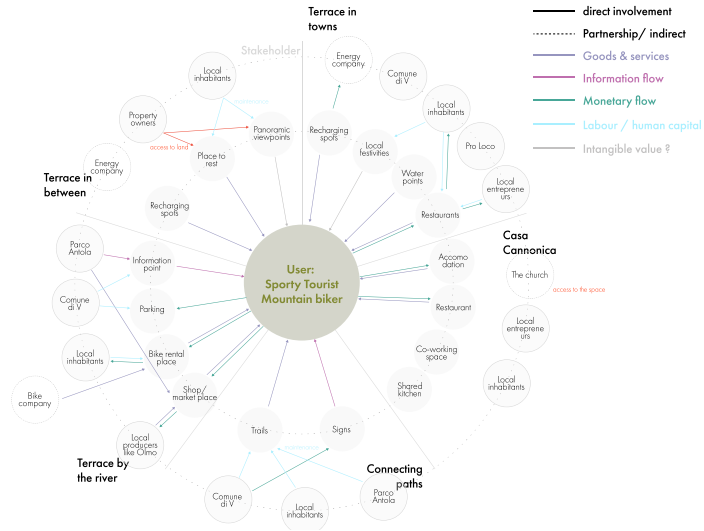 Terrace in
towns
direct involvement
Partnership/ indirect
Goods & services
Information flow
Monetary flow
Labour / human capital
Intangible value ?
Stakeholder
Energy
company
Comune
di V
Local
inhabitants
Pro Loco
Local
entreprene
urs
Local
inhabitants
Property
owners
access to land
Energy
company
Terrace in
between
Panoramic
viewpoints
Place to
rest
Recharging
spots
Recharging
spots
Local
festivities
Water
points
Restaurants
Casa
Cannonica
The church
access to the space
Local
entreprene
urs
Local
inhabitants
Accomo
dation
Restaurant
Co-working
space
Shared
kitchen
User:
Sporty Tourist
Mountain biker
Parco
Antola
Information
point
Comune
di V
Parking
Local
inhabitants
Bike rental
place
Bike
company
Shop/
market place
Local
producers
like Olmo
Terrace by
the river
Trails
Signs
Connecting
paths
Comune
di V
Local
inhabitants
Parco
Antola